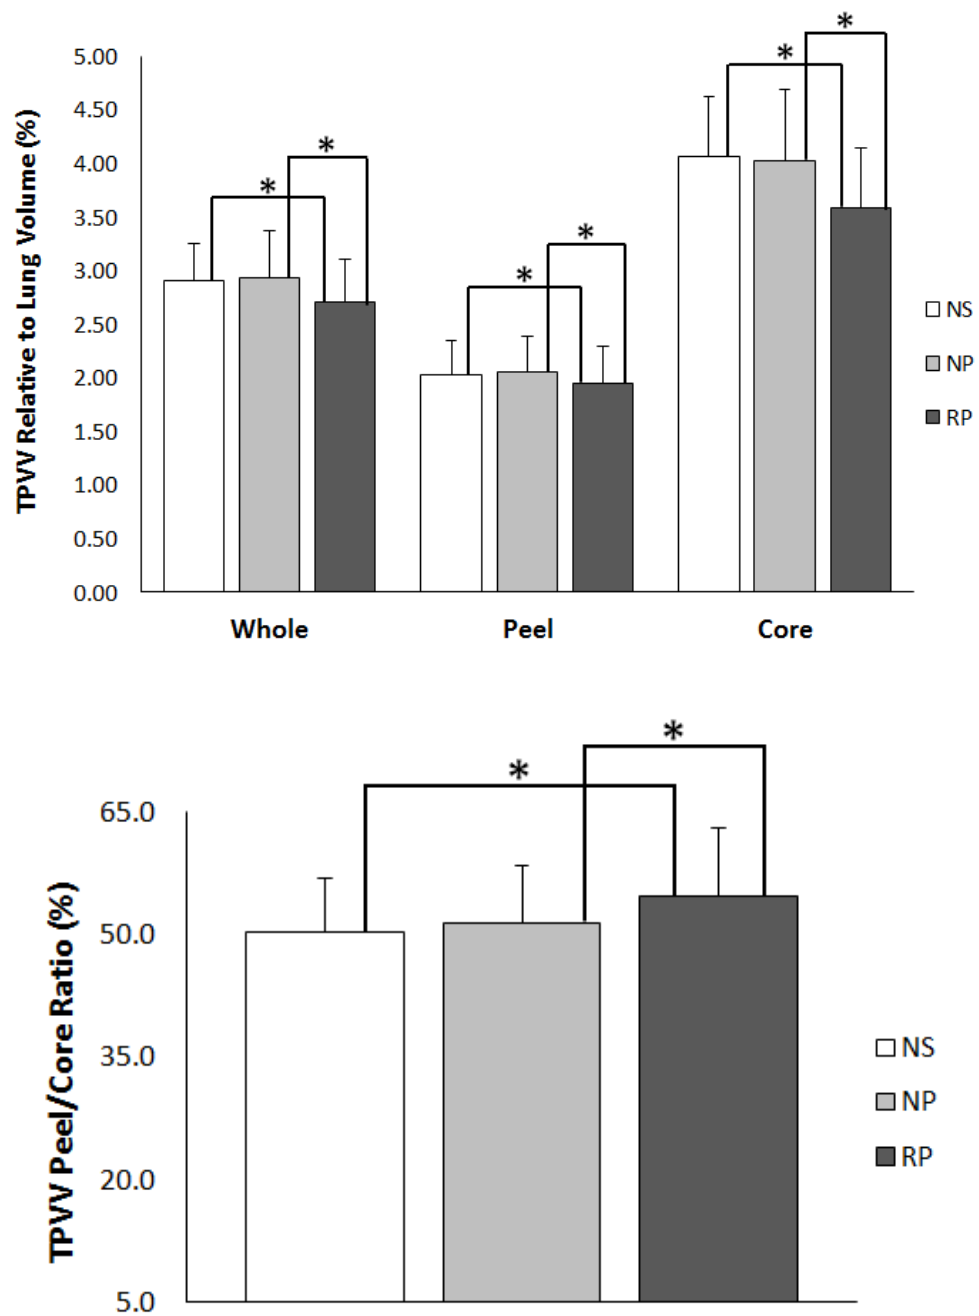 TPVV Relative to Lung Volume (%)
5.00
4.50
4.00
3.50
3.00
2.50
2.00
1.50
1.00
0.50
0.00
*
*
*
*
*
*
Whole Peel Core
NS
NP
RP
TPVV Peel/Core Ratio (%)
65.0
50.0
35.0
20.0
5.0
*
*
NS
NP
RP